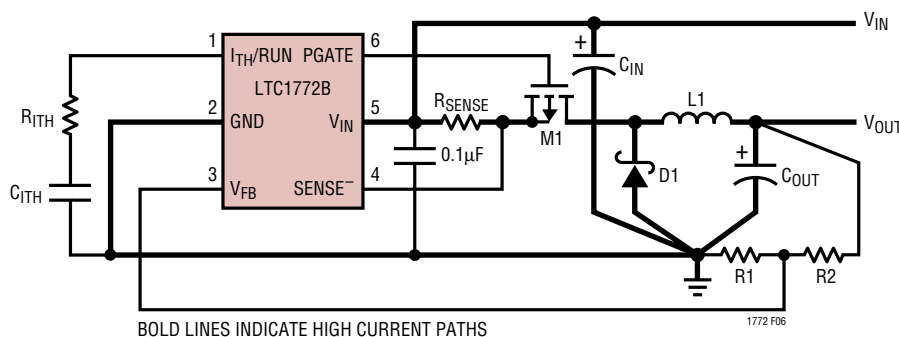 V_IN
1 I_TH/RUN PGATE 6
LTC1772B
+
C_IN
R_ITH
2 GND V_IN 5
R_SENSE
M1
L1
V_OUT
0.1µF
3 V_FB SENSE⁻ 4
D1
+
C_OUT
C_ITH
R1
R2
BOLD LINES INDICATE HIGH CURRENT PATHS
1772 F06